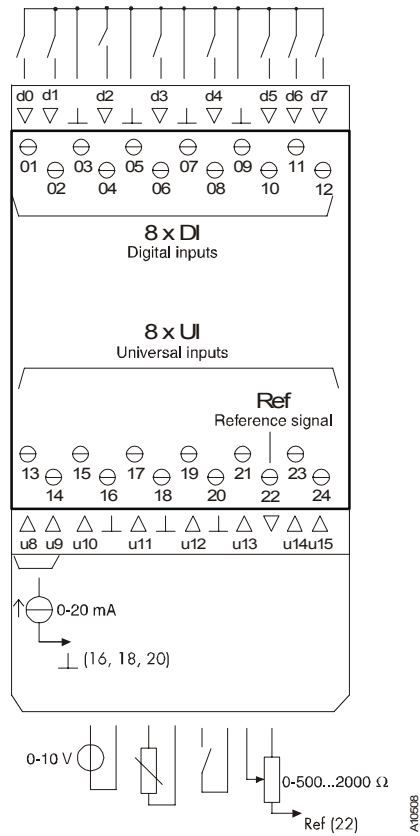 d0 d1 d2 d3 d4 d5 d6 d7
01 03 05 07 09 11
02 04 06 08 10 12
8 x DI
Digital inputs
8 x UI
Universal inputs
Ref
Reference signal
13 15 17 19 21 23
14 16 18 20 22 24
u8 u9 u10 u11 u12 u13 u14 u15
0-20 mA
(16, 18, 20)
0-10 V
0-500...2000 Ω
Ref (22)
A10508